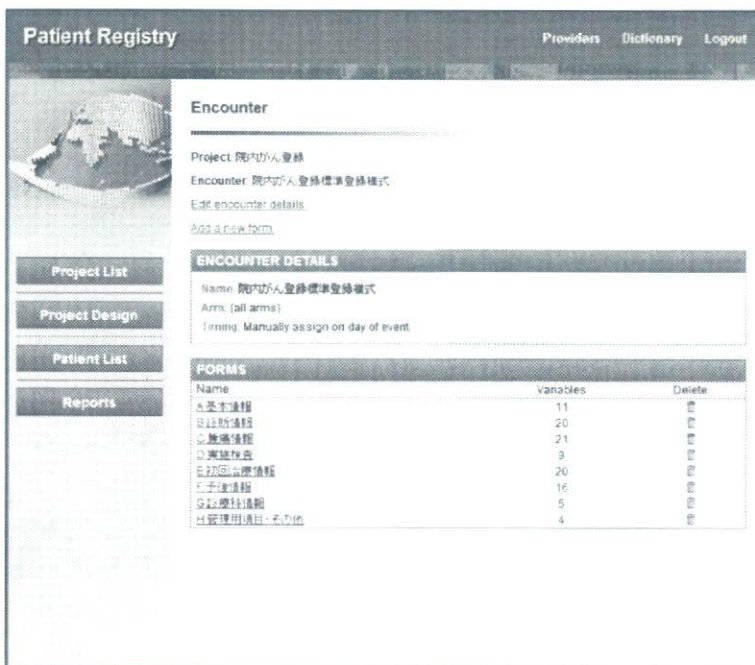 Patient Registry
Providers Dictionary Logout
Encounter
Project: 院内がん登録
Encounter: 院内がん登録標準登録様式
Edit encounter details.
Add a new form.
Project List
Project Design
Patient List
Reports
ENCOUNTER DETAILS
Name: 院内がん登録標準登録様式
Arm: (all arms)
Timing: Manually assign on day of event.
FORMS
Name Variables Delete
A.基本情報 11
B.診断情報 20
C.腫瘍情報 21
D.実施検査 9
E.初回治療情報 20
F.予後情報 16
G.診療科情報 5
H.管理用項目・その他 4